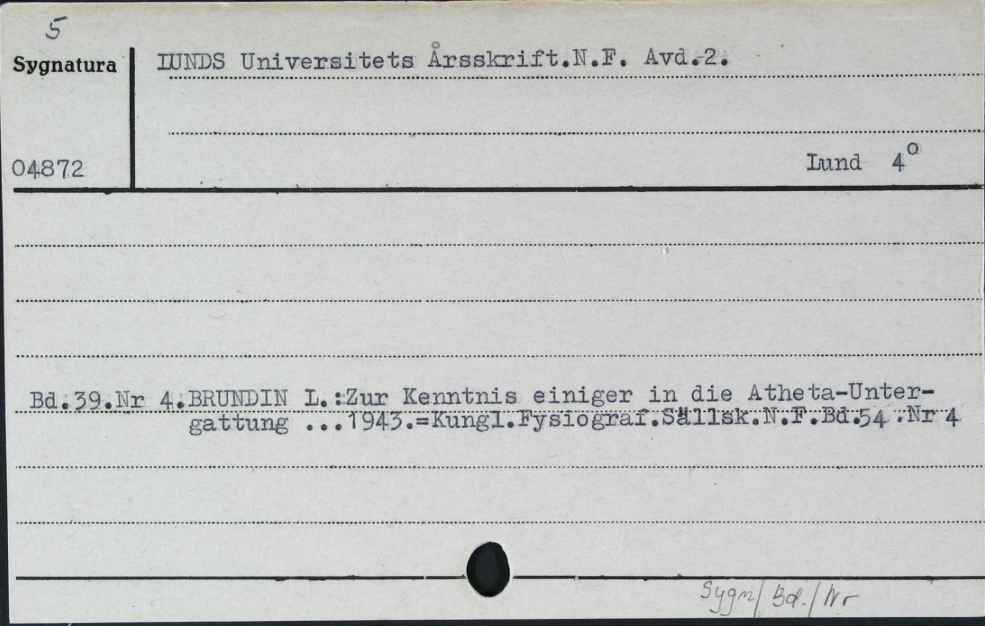 5
Sygnatura
LUNDS Universitets Årsskrift.N.F. Avd.2.
04872
Lund 4°
Bd.39.Nr 4.BRUNDIN L.:Zur Kenntnis einiger in die Atheta-Unter-
gattung ...1943.=Kungl.Fysiograf.Sällsk.N.F.Bd.54.Nr 4
Sygn/ Bd./ Nr